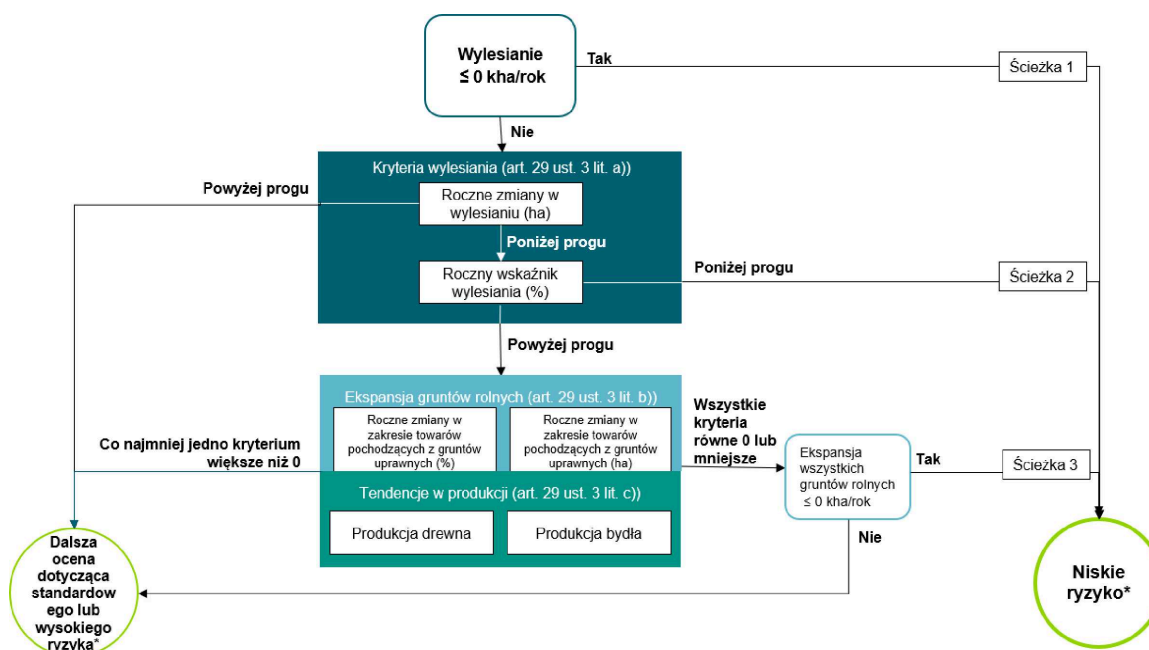 Wylesianie
≤ 0 kha/rok
Tak
Ścieżka 1
Nie
Kryteria wylesiania (art. 29 ust. 3 lit. a))
Powyżej progu
Roczne zmiany w
wylesianiu (ha)
Poniżej progu
Roczny wskaźnik
wylesiania (%)
Poniżej progu
Ścieżka 2
Powyżej progu
Ekspansja gruntów rolnych (art. 29 ust. 3 lit. b))
Roczne zmiany w
zakresie towarów
pochodzących z gruntów
uprawnych (%)
Roczne zmiany w
zakresie towarów
pochodzących z gruntów
uprawnych (ha)
Wszystkie
kryteria
równe 0 lub
mniejsze
Co najmniej jedno kryterium
większe niż 0
Ekspansja
wszystkich
gruntów rolnych
≤ 0 kha/rok
Tak
Ścieżka 3
Tendencje w produkcji (art. 29 ust. 3 lit. c))
Produkcja drewna
Produkcja bydła
Nie
Dalsza
ocena
dotycząca
standardow
ego lub
wysokiego
ryzyka*
Niskie
ryzyko*